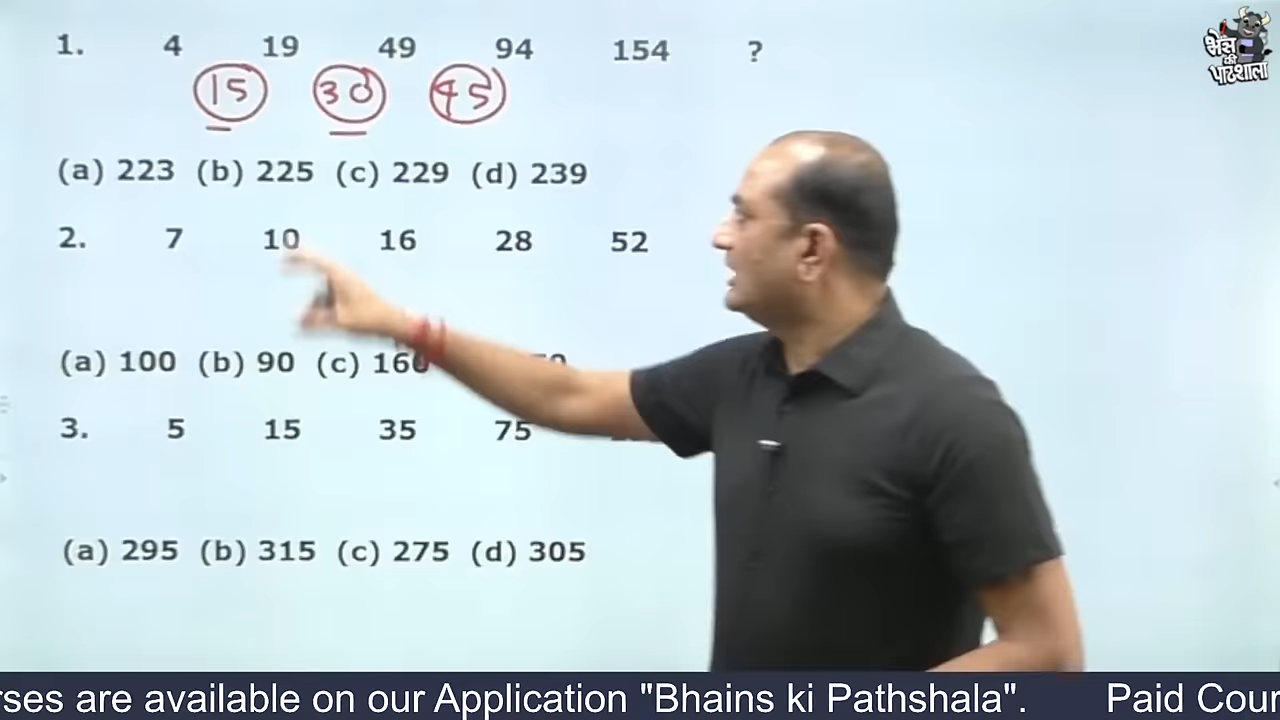 1. 4 19 49 94 154 ?
15 30 45
(a) 223 (b) 225 (c) 229 (d) 239
2. 7 10 16 28 52
(a) 100 (b) 90 (c) 160
3. 5 15 35 75
(a) 295 (b) 315 (c) 275 (d) 305
भैंस की पाठशाला
rses are available on our Application "Bhains ki Pathshala". Paid Cour